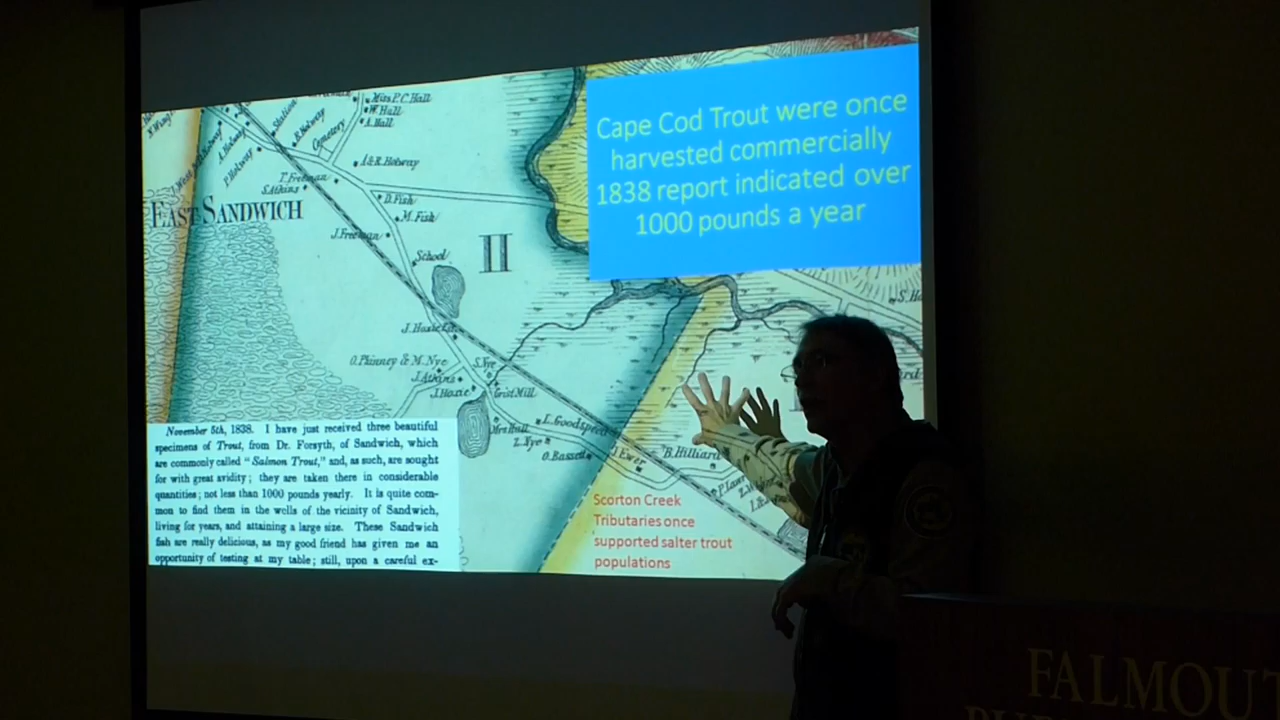 Cape Cod Trout were once
harvested commercially
1838 report indicated over
1000 pounds a year
Miss P.C. Hall
W. Hall
A. Hall
Station
R. Holway
Cemetery
A. Holway
P. Holway
A & R. Holway
T. Freeman
S. Atkins
D. Fish
M. Fish
EAST SANDWICH
J. Freeman
II
School
O. Phinney & M. Nye
S. Nye
J. Atkins
J. Hoxie
Grist Mill
Mrs Hall
L. Goodspeed
Z. Nye
O. Bassett
J. Ewer
B. Hilliard
November 5th, 1838. I have just received three beautiful
specimens of Trout, from Dr. Forsyth, of Sandwich, which
are commonly called "Salmon Trout," and, as such, are sought
for with great avidity; they are taken there in considerable
quantities; not less than 1000 pounds yearly. It is quite com-
mon to find them in the wells of the vicinity of Sandwich,
living for years, and attaining a large size. These Sandwich
fish are really delicious, as my good friend has given me an
opportunity of testing at my table; still, upon a careful ex-
Scorton Creek
Tributaries once
supported salter trout
populations
FALMOU